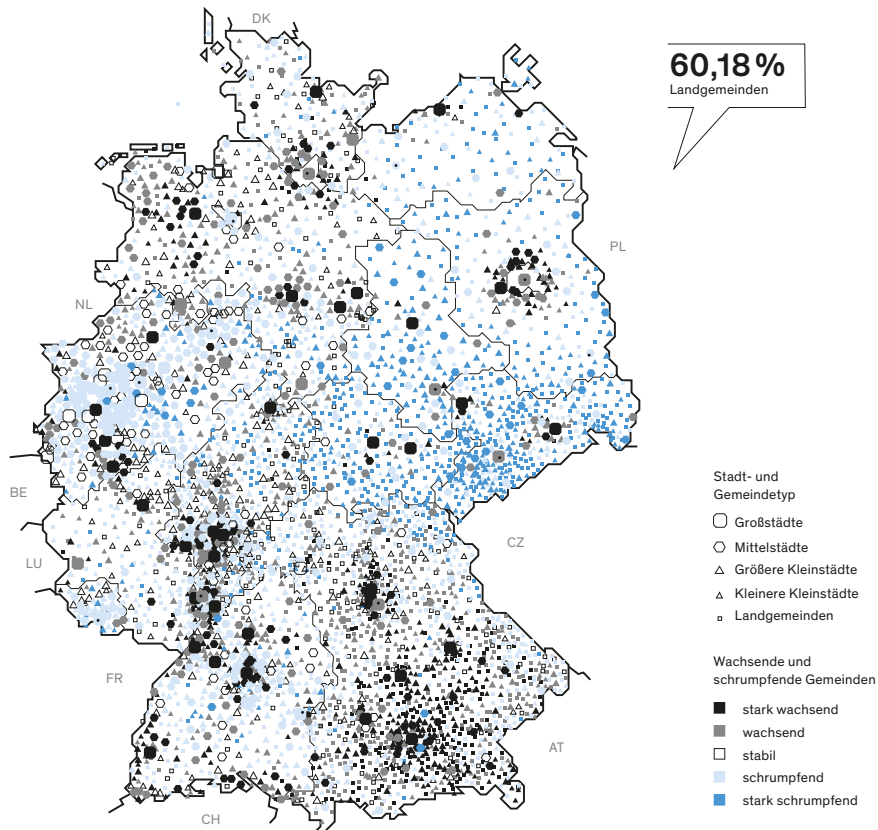 DK
60,18 %
Landgemeinden
PL
NL
BE
LU
CZ
FR
AT
CH
Stadt- und
Gemeindetyp
Großstädte
Mittelstädte
Größere Kleinstädte
Kleinere Kleinstädte
Landgemeinden
Wachsende und
schrumpfende Gemeinden
stark wachsend
wachsend
stabil
schrumpfend
stark schrumpfend